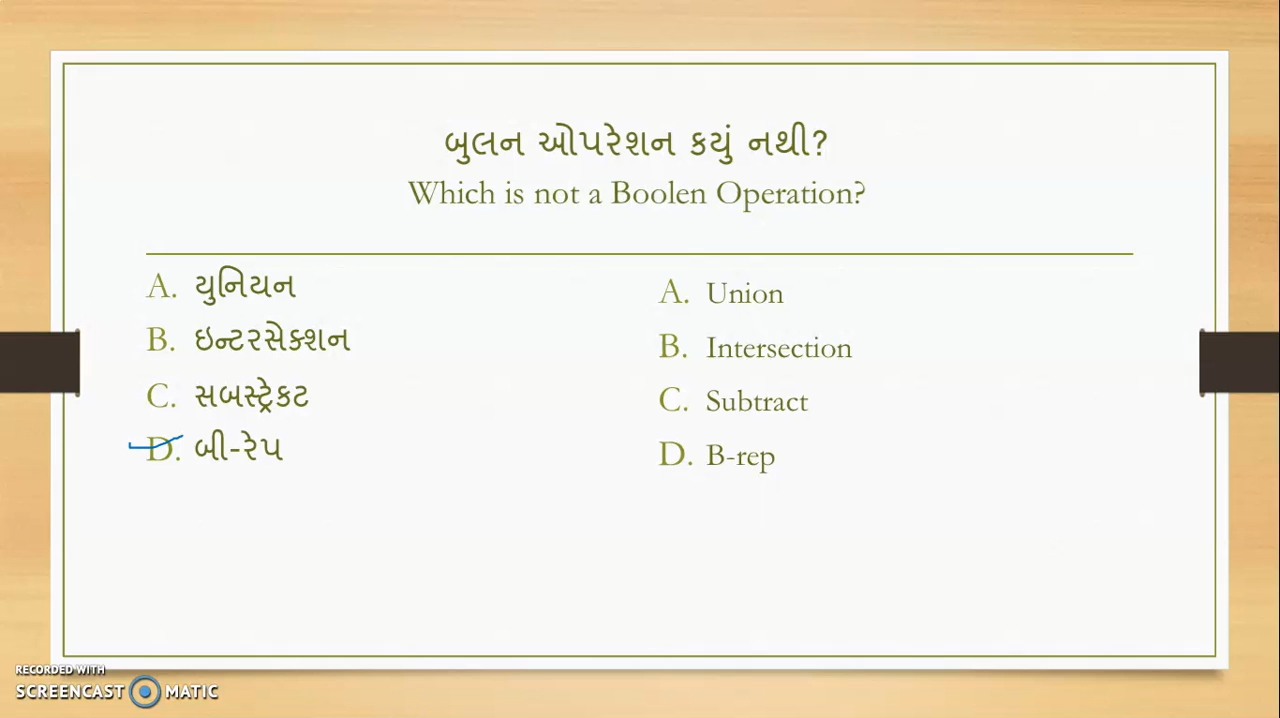 બુલન ઓપરેશન કયું નથી?
Which is not a Boolen Operation?
A. યુનિયન
B. ઇન્ટરસેક્શન
C. સબસ્ટ્રેકટ
D. બી-રેપ
A. Union
B. Intersection
C. Subtract
D. B-rep
RECORDED WITH
SCREENCAST MATIC